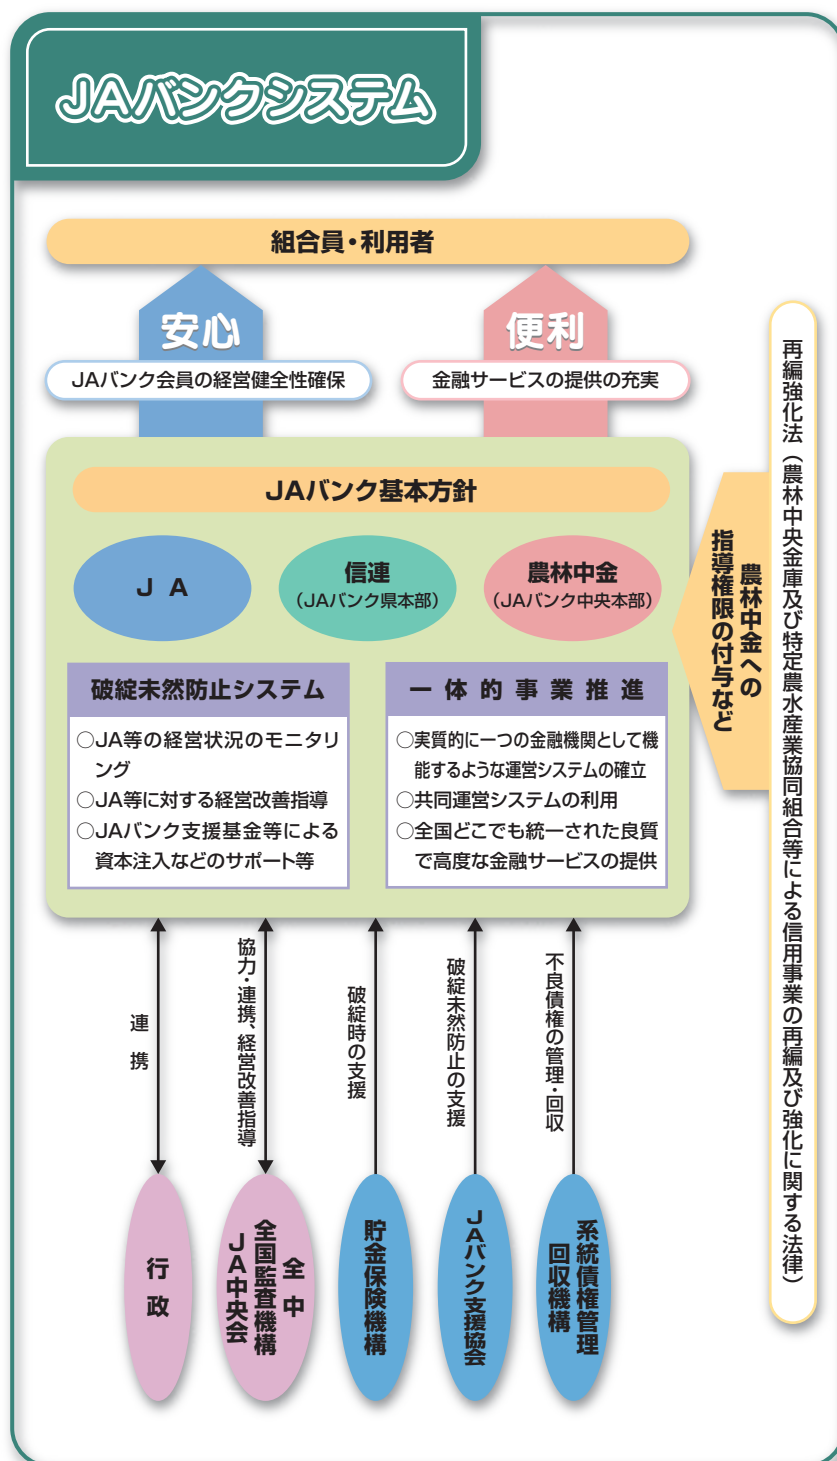 JAバンクシステム
組合員・利用者
安心
便利
JAバンク会員の経営健全性確保
金融サービスの提供の充実
JAバンク基本方針
JA
信連
（JAバンク県本部）
農林中金
（JAバンク中央本部）
破綻未然防止システム
○JA等の経営状況のモニタリ
ング
○JA等に対する経営改善指導
○JAバンク支援基金等による
資本注入などのサポート等
一体的事業推進
○実質的に一つの金融機関として機
能するような運営システムの確立
○共同運営システムの利用
○全国どこでも統一された良質
で高度な金融サービスの提供
農林中金への
指導権限の付与など
再編強化法（農林中央金庫及び特定農水産業協同組合等による信用事業の再編及び強化に関する法律）
連携
協力・連携、経営改善指導
破綻時の支援
破綻未然防止の支援
不良債権の管理・回収
行政
全中
全国監査機構
JA中央会
貯金保険機構
JAバンク支援協会
系統債権管理
回収機構